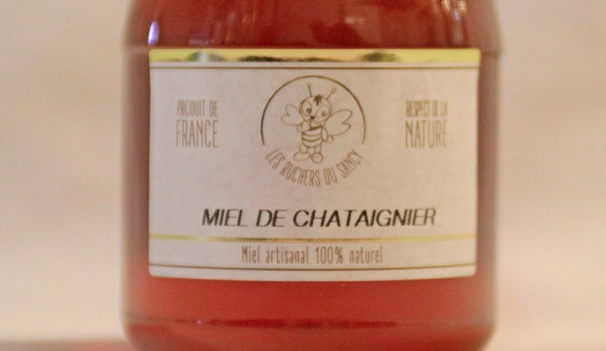 PRODUIT DE
FRANCE
LES RUCHERS DU SANCY
RESPECT DE LA
NATURE
MIEL DE CHATAIGNIER
Miel artisanal 100% naturel